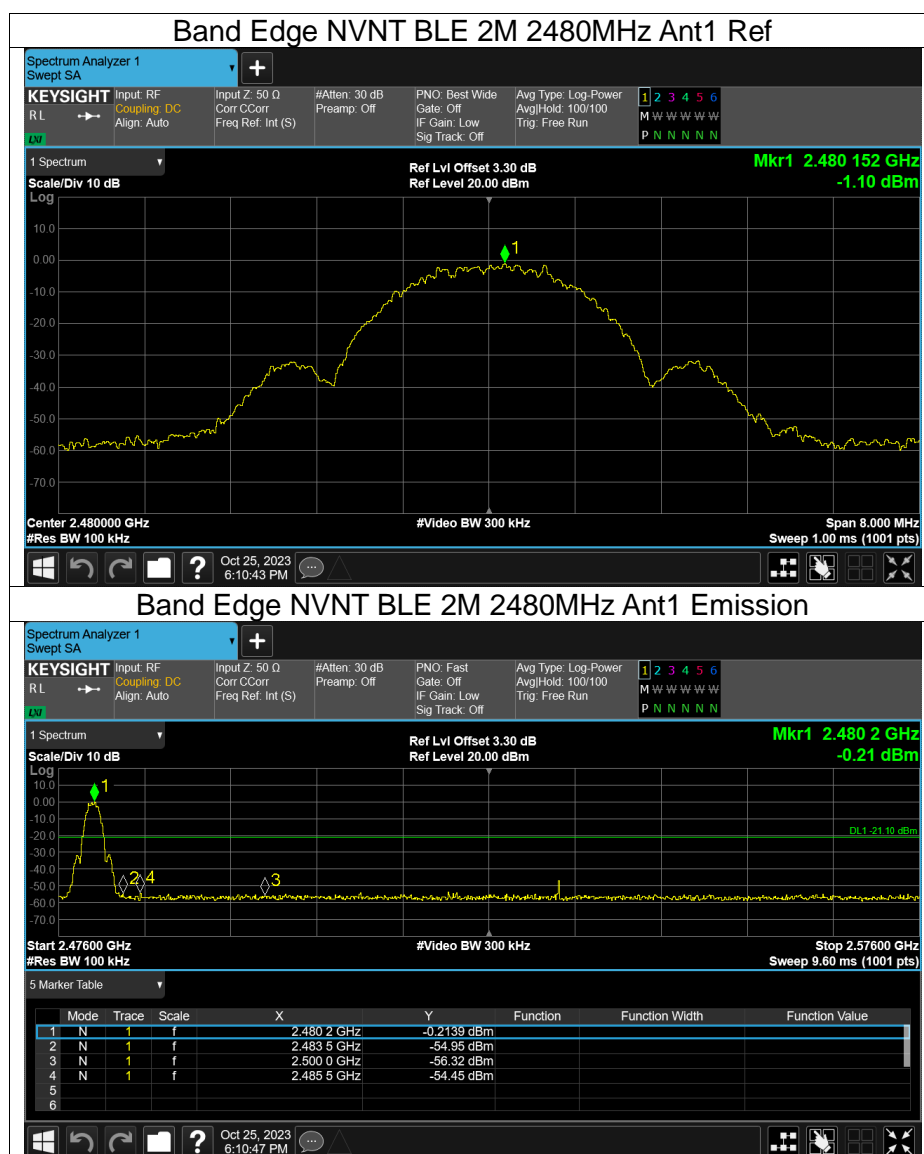 Band Edge NVNT BLE 2M 2480MHz Ant1 Ref
Spectrum Analyzer 1
Swept SA
+
KEYSIGHT
RL
LXI
Input: RF
Coupling: DC
Align: Auto
Input Z: 50 Ω
Corr CCorr
Freq Ref: Int (S)
#Atten: 30 dB
Preamp: Off
PNO: Best Wide
Gate: Off
IF Gain: Low
Sig Track: Off
Avg Type: Log-Power
Avg|Hold: 100/100
Trig: Free Run
1 2 3 4 5 6
M W W W W W
P N N N N N
1 Spectrum
Scale/Div 10 dB
Log
Ref Lvl Offset 3.30 dB
Ref Level 20.00 dBm
Mkr1 2.480 152 GHz
-1.10 dBm
1
10.0
0.00
-10.0
-20.0
-30.0
-40.0
-50.0
-60.0
-70.0
Center 2.480000 GHz
#Res BW 100 kHz
#Video BW 300 kHz
Span 8.000 MHz
Sweep 1.00 ms (1001 pts)
?
Oct 25, 2023
6:10:43 PM
Band Edge NVNT BLE 2M 2480MHz Ant1 Emission
Spectrum Analyzer 1
Swept SA
+
KEYSIGHT
RL
LXI
Input: RF
Coupling: DC
Align: Auto
Input Z: 50 Ω
Corr CCorr
Freq Ref: Int (S)
#Atten: 30 dB
Preamp: Off
PNO: Fast
Gate: Off
IF Gain: Low
Sig Track: Off
Avg Type: Log-Power
Avg|Hold: 100/100
Trig: Free Run
1 2 3 4 5 6
M W W W W W
P N N N N N
1 Spectrum
Scale/Div 10 dB
Log
Ref Lvl Offset 3.30 dB
Ref Level 20.00 dBm
Mkr1 2.480 2 GHz
-0.21 dBm
10.0
0.00
-10.0
-20.0
-30.0
-40.0
-50.0
-60.0
-70.0
1
DL1 -21.10 dBm
2 4 3
Start 2.47600 GHz
#Res BW 100 kHz
#Video BW 300 kHz
Stop 2.57600 GHz
Sweep 9.60 ms (1001 pts)
5 Marker Table
Mode Trace Scale X Y Function Function Width Function Value
1 N 1 f 2.480 2 GHz -0.2139 dBm
2 N 1 f 2.483 5 GHz -54.95 dBm
3 N 1 f 2.500 0 GHz -56.32 dBm
4 N 1 f 2.485 5 GHz -54.45 dBm
5
6
?
Oct 25, 2023
6:10:47 PM